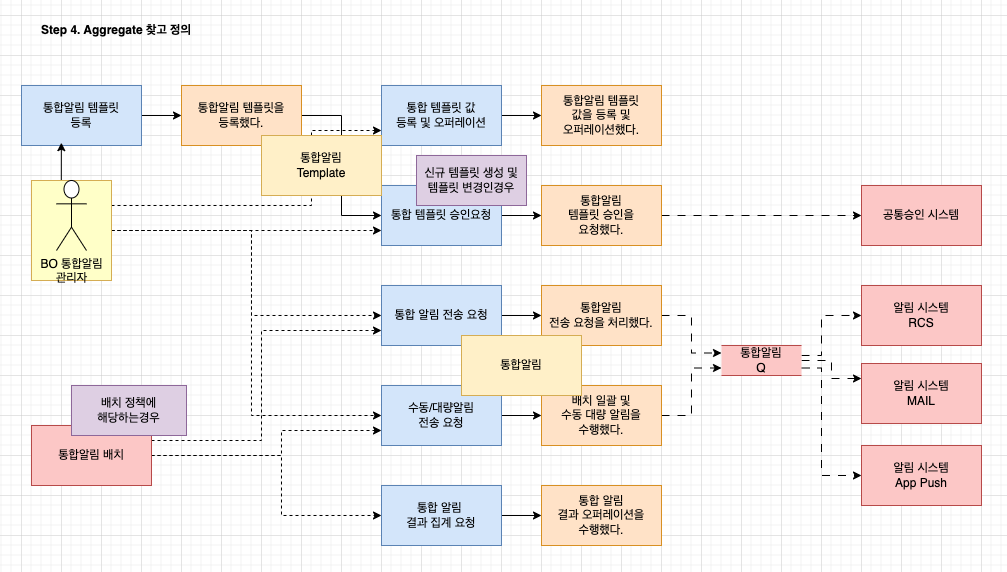 Step 4. Aggregate 찾고 정의
통합알림 템플릿
등록
통합알림 템플릿을
등록했다.
통합 템플릿 값
등록 및 오퍼레이션
통합알림 템플릿
값을 등록 및
오퍼레이션했다.
통합알림
Template
신규 템플릿 생성 및
템플릿 변경인경우
통합 템플릿 승인요청
통합알림
템플릿 승인을
요청했다.
공통승인 시스템
BO 통합알림
관리자
통합 알림 전송 요청
통합알림
전송 요청을 처리했다.
알림 시스템
RCS
통합알림
통합알림
Q
알림 시스템
MAIL
배치 정책에
해당하는경우
수동/대량알림
전송 요청
배치 일괄 및
수동 대량 알림을
수행했다.
통합알림 배치
알림 시스템
App Push
통합 알림
결과 집계 요청
통합 알림
결과 오퍼레이션을
수행했다.